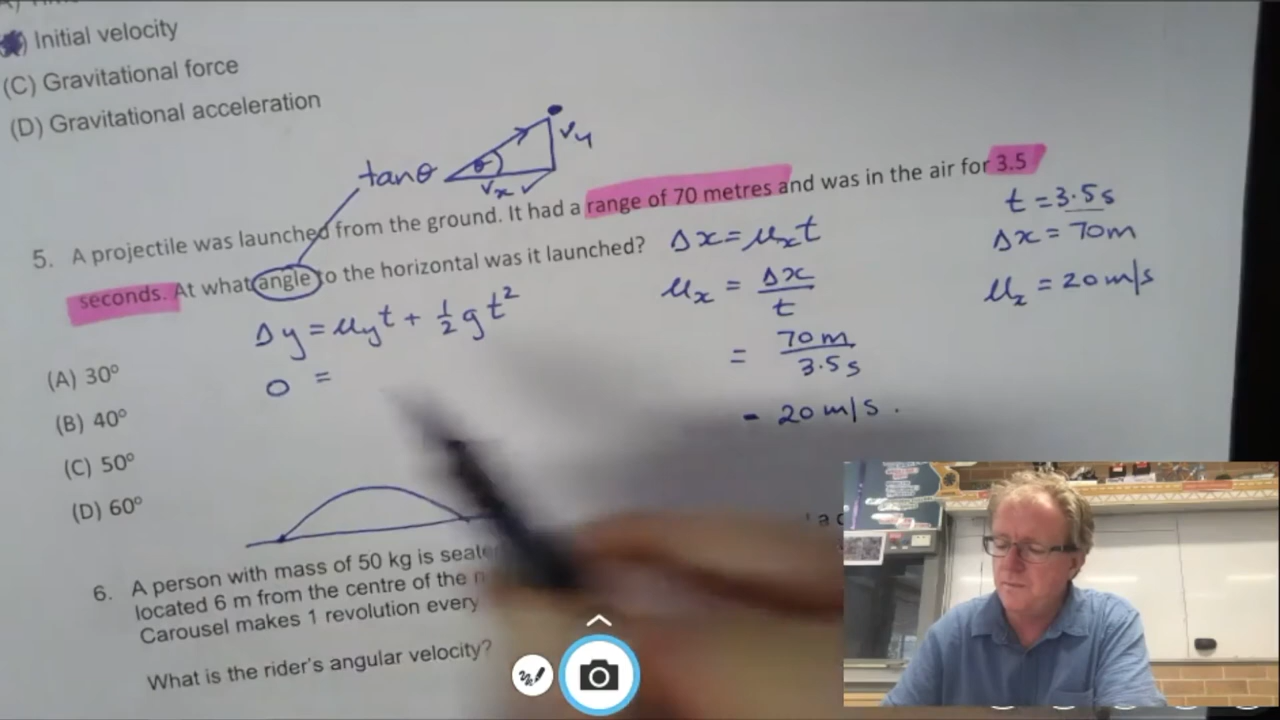 Initial velocity
(C) Gravitational force
(D) Gravitational acceleration
tanθ
θ
Vx ✓
Vy
5. A projectile was launched from the ground. It had a range of 70 metres and was in the air for 3.5
seconds. At what angle to the horizontal was it launched?
(A) 30°
(B) 40°
(C) 50°
(D) 60°
Δy = uyt + 1/2 gt²
0 =
Δx = uxt
ux = Δx/t
= 70m/3.5s
= 20 m/s.
t = 3.5s
Δx = 70m
ux = 20m/s
6. A person with mass of 50 kg is
located 6 m from the centre of the
Carousel makes 1 revolution every
What is the rider's angular velocity?